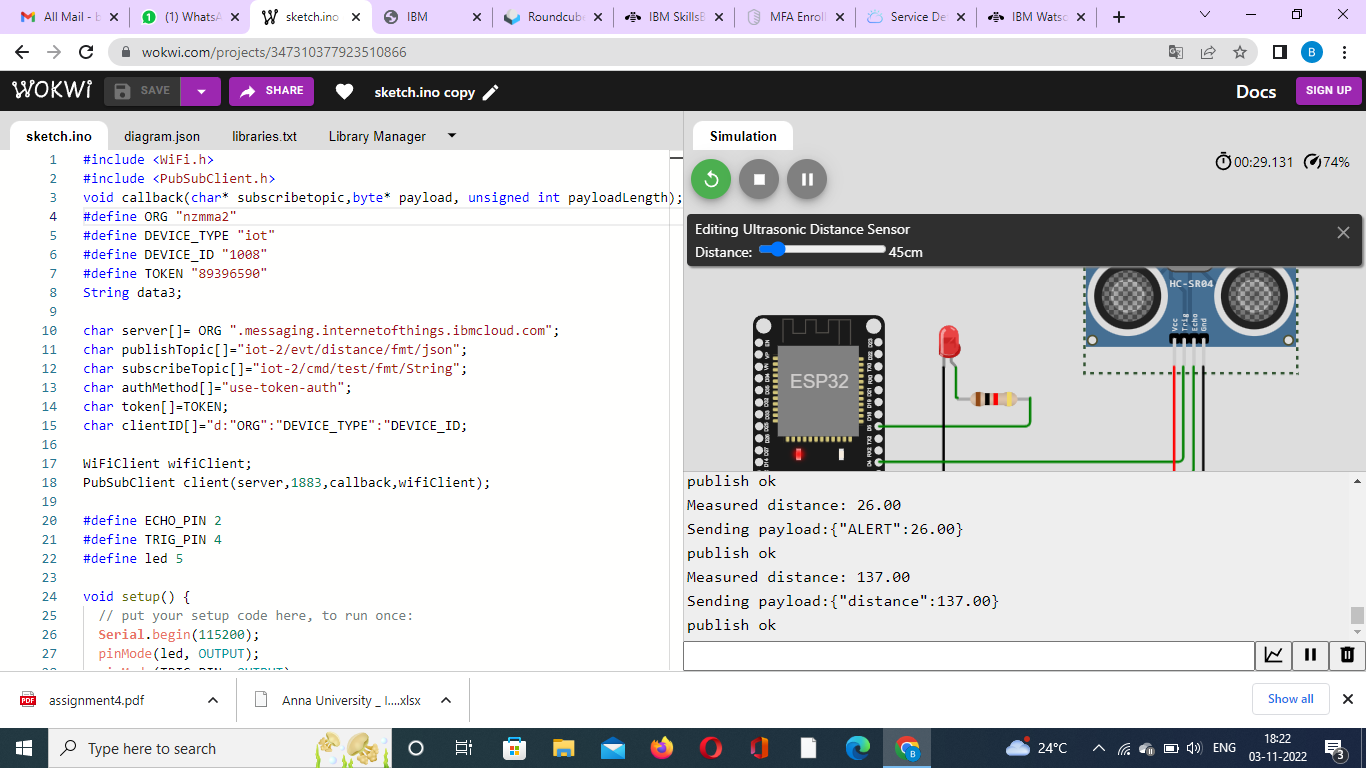 All Mail - b
(1) WhatsA
sketch.ino
IBM
Roundcube
IBM SkillsB
MFA Enroll
Service De
IBM Watso
wokwi.com/projects/347310377923510866
B
WOKWI
SAVE
SHARE
sketch.ino copy
Docs
SIGN UP
sketch.ino
diagram.json
libraries.txt
Library Manager
1 #include <WiFi.h>
2 #include <PubSubClient.h>
3 void callback(char* subscribetopic,byte* payload, unsigned int payloadLength);
4 #define ORG "nzmma2"
5 #define DEVICE_TYPE "iot"
6 #define DEVICE_ID "1008"
7 #define TOKEN "89396590"
8 String data3;
9
10 char server[]= ORG ".messaging.internetofthings.ibmcloud.com";
11 char publishTopic[]="iot-2/evt/distance/fmt/json";
12 char subscribeTopic[]="iot-2/cmd/test/fmt/String";
13 char authMethod[]="use-token-auth";
14 char token[]=TOKEN;
15 char clientID[]="d:"ORG":"DEVICE_TYPE":"DEVICE_ID;
16
17 WiFiClient wifiClient;
18 PubSubClient client(server,1883,callback,wifiClient);
19
20 #define ECHO_PIN 2
21 #define TRIG_PIN 4
22 #define led 5
23
24 void setup() {
25 // put your setup code here, to run once:
26 Serial.begin(115200);
27 pinMode(led, OUTPUT);
Simulation
00:29.131
74%
Editing Ultrasonic Distance Sensor
Distance:
45cm
HC-SR04
Vcc
Trig
Echo
Gnd
ESP32
publish ok
Measured distance: 26.00
Sending payload:{"ALERT":26.00}
publish ok
Measured distance: 137.00
Sending payload:{"distance":137.00}
publish ok
assignment4.pdf
Anna University _ I....xlsx
Show all
Type here to search
24°C
ENG
18:22
03-11-2022
3